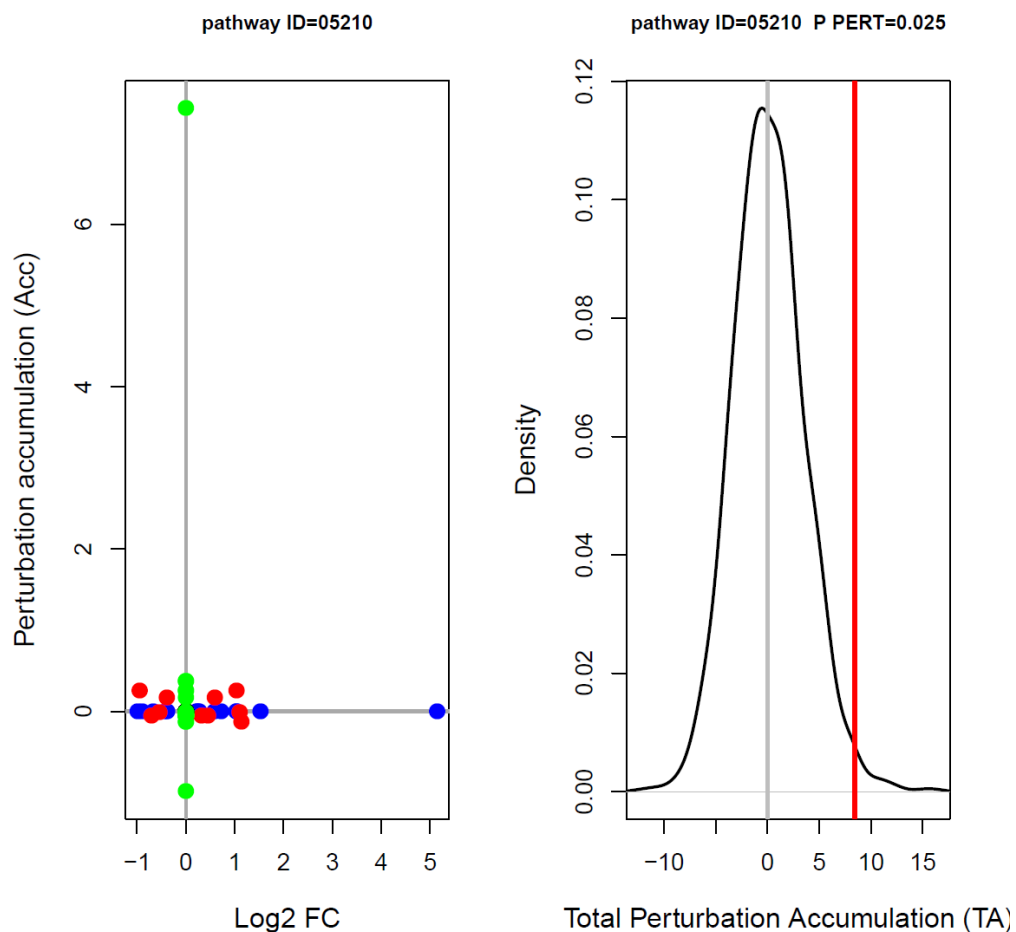 pathway ID=05210
Perturbation accumulation (Acc)
6
4
2
0
−1 0 1 2 3 4 5
Log2 FC
pathway ID=05210 P PERT=0.025
Density
0.12
0.10
0.08
0.06
0.04
0.02
0.00
−10 0 5 10 15
Total Perturbation Accumulation (TA)